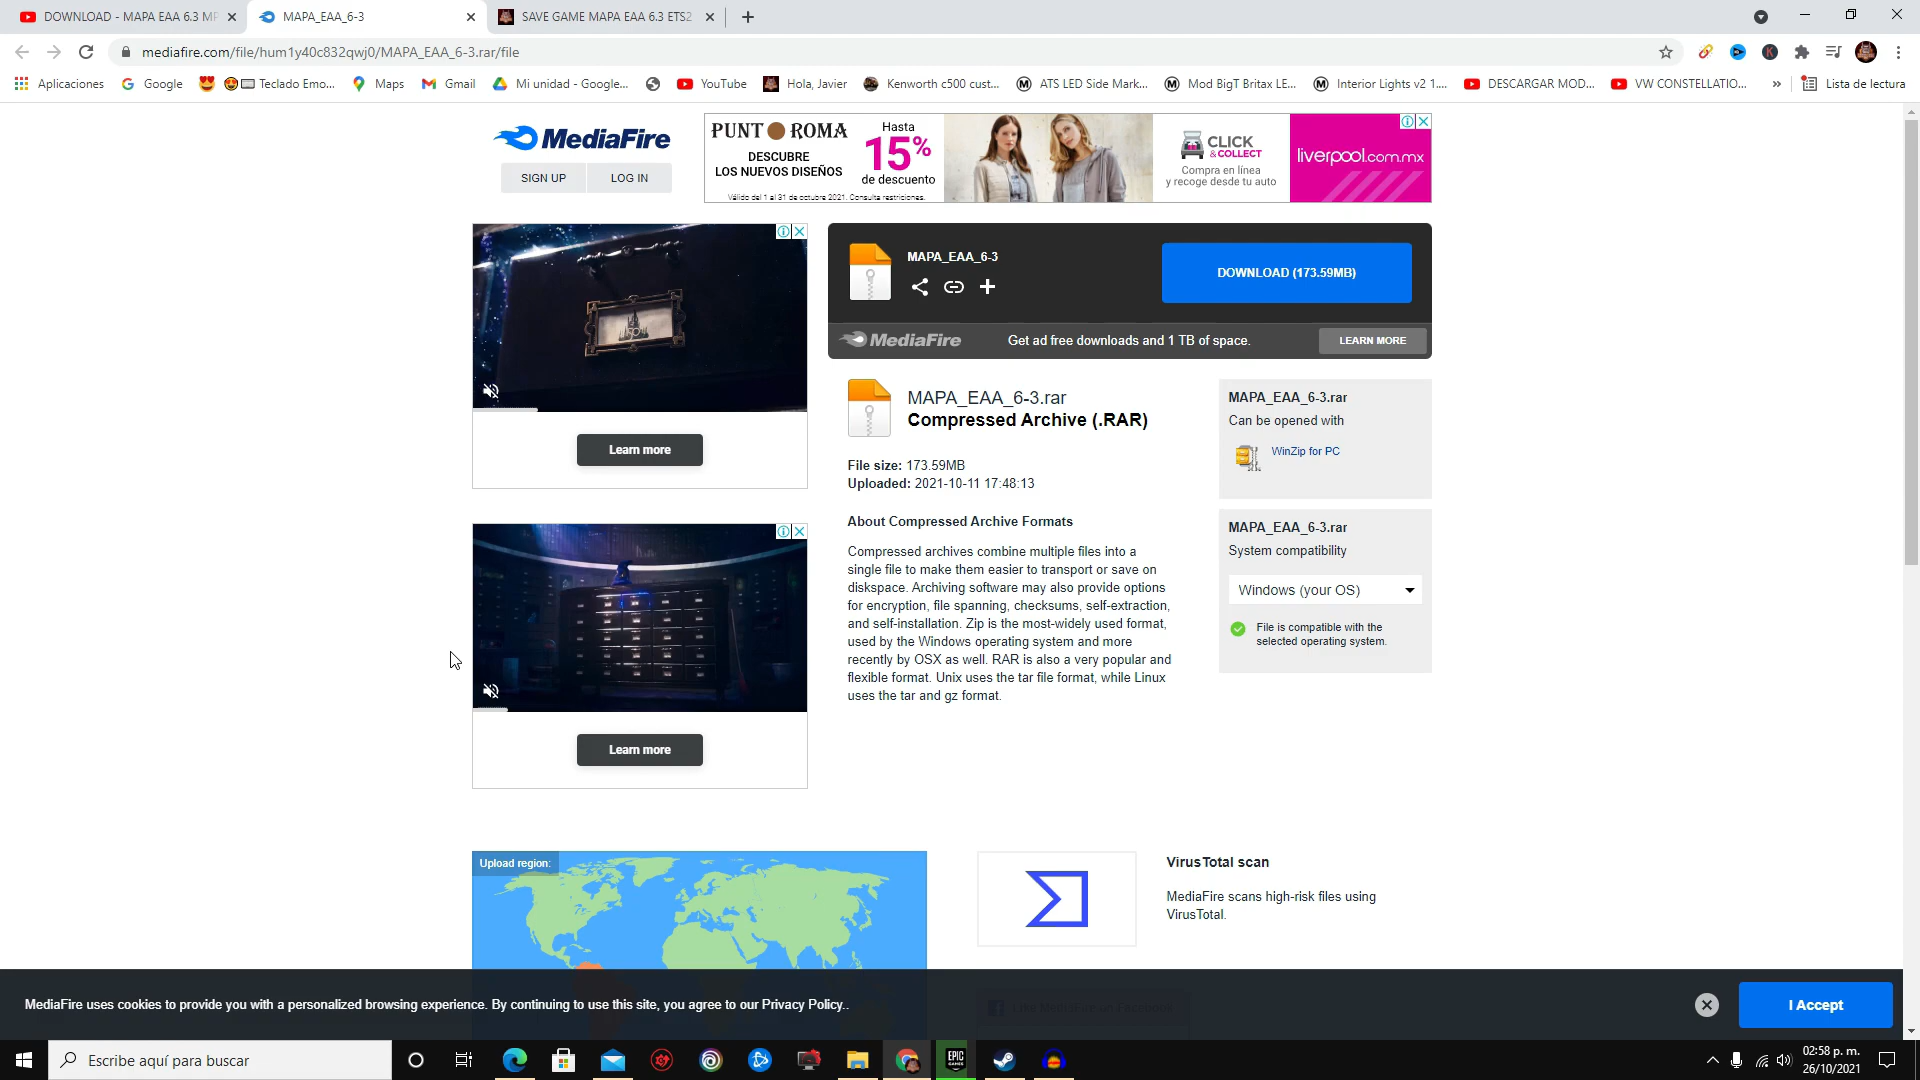 DOWNLOAD - MAPA EAA 6.3 MP
MAPA_EAA_6-3
SAVE GAME MAPA EAA 6.3 ETS2
mediafire.com/file/hum1y40c832qwj0/MAPA_EAA_6-3.rar/file
Aplicaciones
Google
Teclado Emo...
Maps
Gmail
Mi unidad - Google...
YouTube
Hola, Javier
Kenworth c500 cust...
ATS LED Side Mark...
Mod BigT Britax LE...
Interior Lights v2 1....
DESCARGAR MOD...
VW CONSTELLATIO...
»
Lista de lectura
MediaFire
SIGN UP
LOG IN
PUNT ROMA
DESCUBRE
LOS NUEVOS DISEÑOS
Hasta
15%
de descuento
Válido del 1 al 31 de octubre 2021. Consulta restricciones.
CLICK
&COLLECT
Compra en línea
y recoge desde tu auto
liverpool.com.mx
Learn more
Learn more
MAPA_EAA_6-3
DOWNLOAD (173.59MB)
MediaFire
Get ad free downloads and 1 TB of space.
LEARN MORE
MAPA_EAA_6-3.rar
Compressed Archive (.RAR)
File size: 173.59MB
Uploaded: 2021-10-11 17:48:13
About Compressed Archive Formats
Compressed archives combine multiple files into a
single file to make them easier to transport or save on
diskspace. Archiving software may also provide options
for encryption, file spanning, checksums, self-extraction,
and self-installation. Zip is the most-widely used format,
used by the Windows operating system and more
recently by OSX as well. RAR is also a very popular and
flexible format. Unix uses the tar file format, while Linux
uses the tar and gz format.
MAPA_EAA_6-3.rar
Can be opened with
WinZip for PC
MAPA_EAA_6-3.rar
System compatibility
Windows (your OS)
File is compatible with the
selected operating system.
Upload region:
VirusTotal scan
MediaFire scans high-risk files using
VirusTotal.
MediaFire uses cookies to provide you with a personalized browsing experience. By continuing to use this site, you agree to our Privacy Policy..
I Accept
Escribe aquí para buscar
EPIC
GAMES
02:58 p. m.
26/10/2021